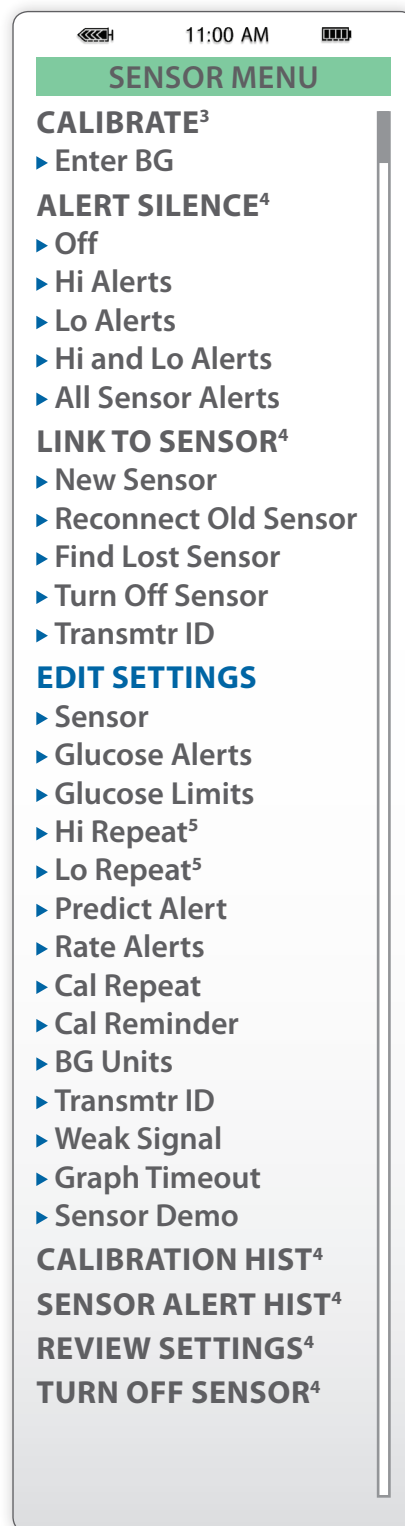 11:00 AM
SENSOR MENU
CALIBRATE³
Enter BG
ALERT SILENCE⁴
Off
Hi Alerts
Lo Alerts
Hi and Lo Alerts
All Sensor Alerts
LINK TO SENSOR⁴
New Sensor
Reconnect Old Sensor
Find Lost Sensor
Turn Off Sensor
Transmtr ID
EDIT SETTINGS
Sensor
Glucose Alerts
Glucose Limits
Hi Repeat⁵
Lo Repeat⁵
Predict Alert
Rate Alerts
Cal Repeat
Cal Reminder
BG Units
Transmtr ID
Weak Signal
Graph Timeout
Sensor Demo
CALIBRATION HIST⁴
SENSOR ALERT HIST⁴
REVIEW SETTINGS⁴
TURN OFF SENSOR⁴